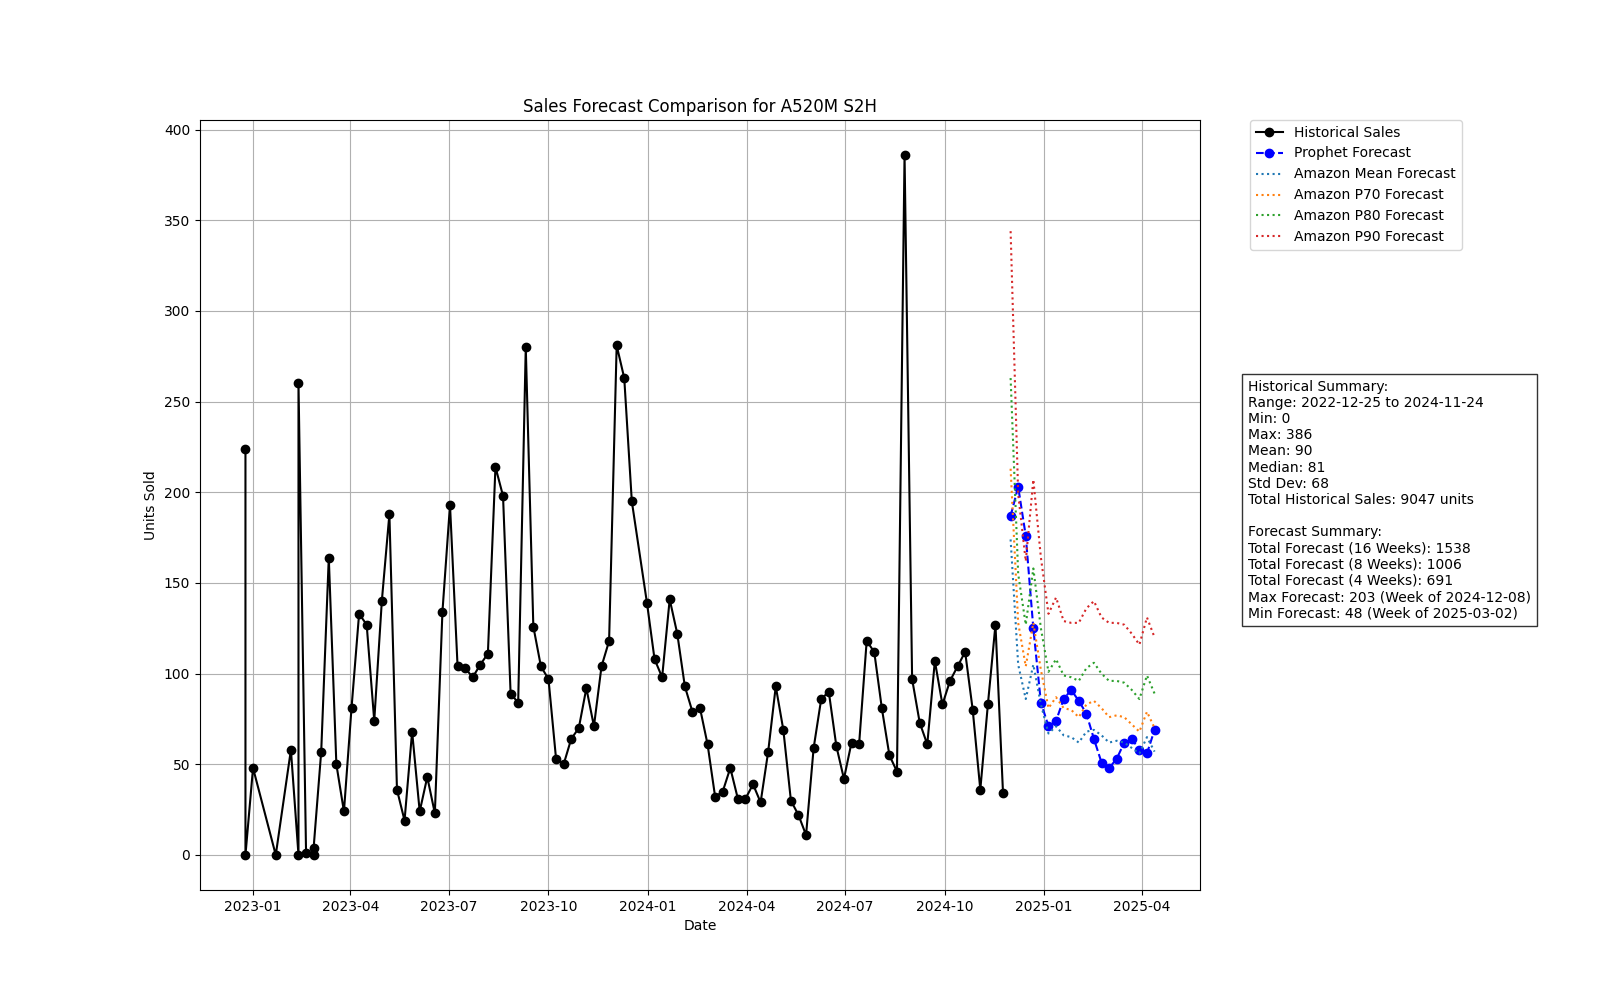 Sales Forecast Comparison for A520M S2H
400
350
300
250
200
150
100
50
0
Units Sold
2023-01
2023-04
2023-07
2023-10
2024-01
2024-04
2024-07
2024-10
2025-01
2025-04
Date
Historical Sales
Prophet Forecast
Amazon Mean Forecast
Amazon P70 Forecast
Amazon P80 Forecast
Amazon P90 Forecast
Historical Summary:
Range: 2022-12-25 to 2024-11-24
Min: 0
Max: 386
Mean: 90
Median: 81
Std Dev: 68
Total Historical Sales: 9047 units
Forecast Summary:
Total Forecast (16 Weeks): 1538
Total Forecast (8 Weeks): 1006
Total Forecast (4 Weeks): 691
Max Forecast: 203 (Week of 2024-12-08)
Min Forecast: 48 (Week of 2025-03-02)